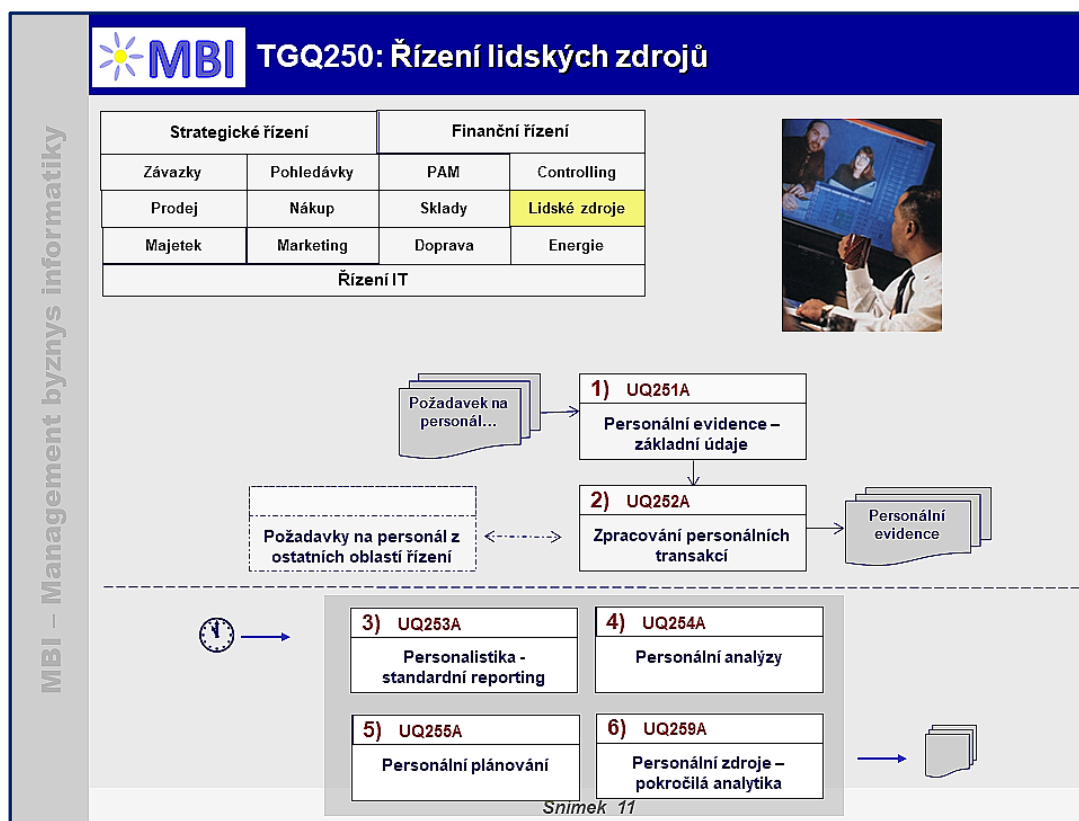 MBI – Management byznys informatiky
MBI
TGQ250: Řízení lidských zdrojů
Strategické řízení
Finanční řízení
Závazky
Pohledávky
PAM
Controlling
Prodej
Nákup
Sklady
Lidské zdroje
Majetek
Marketing
Doprava
Energie
Řízení IT
Požadavek na
personál...
1) UQ251A
Personální evidence –
základní údaje
Požadavky na personál z
ostatních oblastí řízení
2) UQ252A
Zpracování personálních
transakcí
Personální
evidence
3) UQ253A
Personalistika -
standardní reporting
4) UQ254A
Personální analýzy
5) UQ255A
Personální plánování
6) UQ259A
Personální zdroje –
pokročilá analytika
Snímek 11